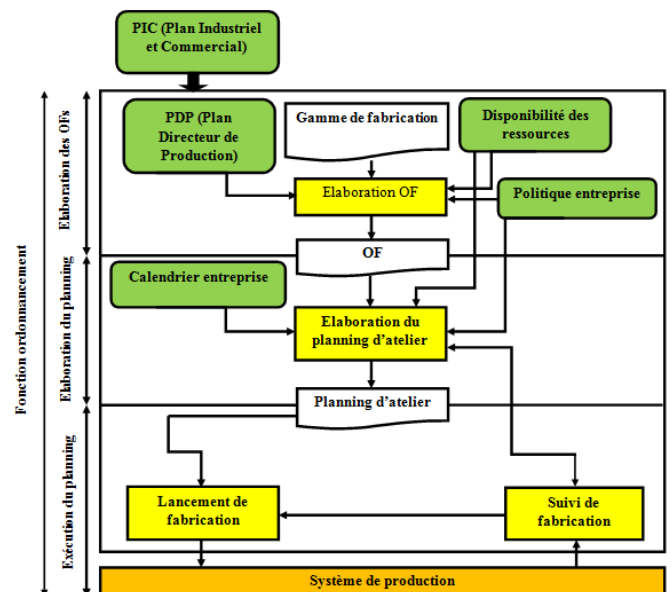 PIC (Plan Industriel
et Commercial)
PDP (Plan
Directeur de
Production)
Gamme de fabrication
Disponibilité des
ressources
Elaboration OF
Politique entreprise
OF
Calendrier entreprise
Elaboration du
planning d'atelier
Planning d'atelier
Lancement de
fabrication
Suivi de
fabrication
Système de production
Fonction ordonnancement
Elaboration des OFs
Elaboration du planning
Exécution du planning